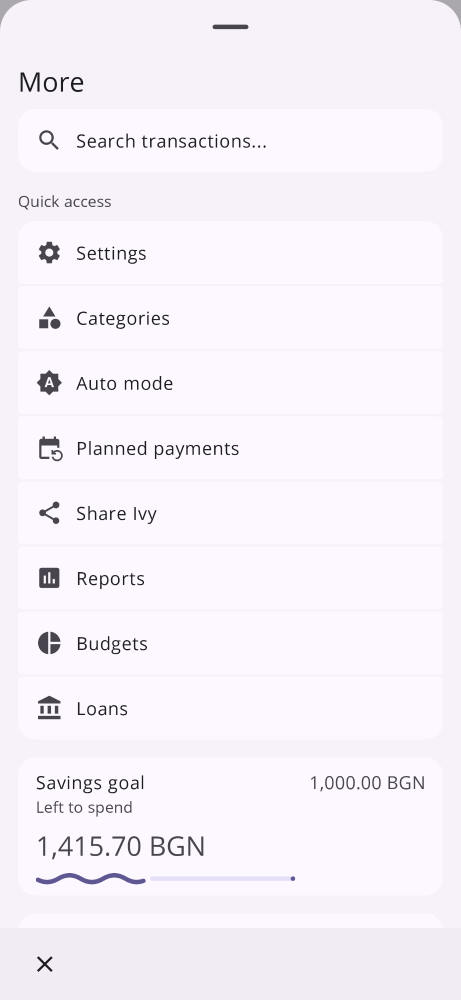 More
Search transactions...
Quick access
Settings
Categories
Auto mode
Planned payments
Share Ivy
Reports
Budgets
Loans
Savings goal 1,000.00 BGN
Left to spend
1,415.70 BGN